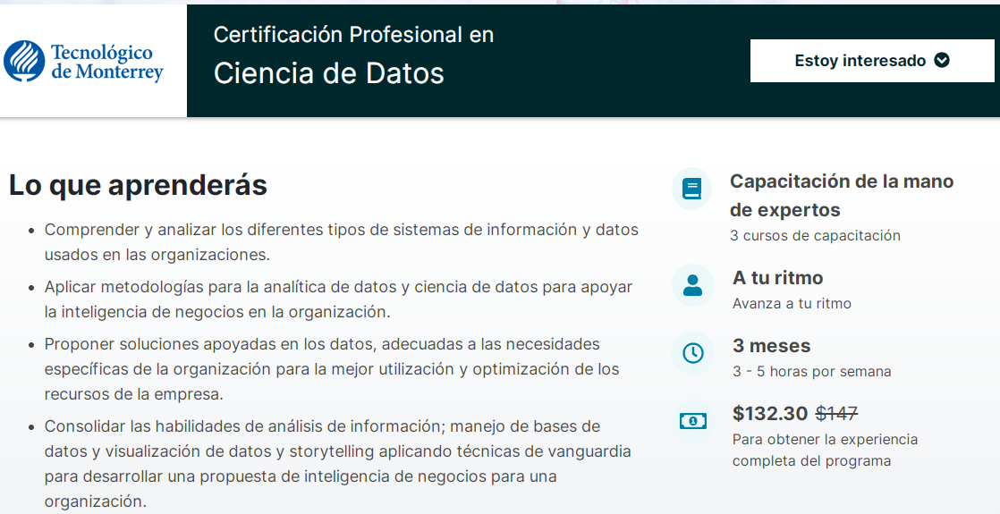 Tecnológico
de Monterrey
Certificación Profesional en
Ciencia de Datos
Estoy interesado
Lo que aprenderás
Comprender y analizar los diferentes tipos de sistemas de información y datos
usados en las organizaciones.
Aplicar metodologías para la analítica de datos y ciencia de datos para apoyar
la inteligencia de negocios en la organización.
Proponer soluciones apoyadas en los datos, adecuadas a las necesidades
específicas de la organización para la mejor utilización y optimización de los
recursos de la empresa.
Consolidar las habilidades de análisis de información; manejo de bases de
datos y visualización de datos y storytelling aplicando técnicas de vanguardia
para desarrollar una propuesta de inteligencia de negocios para una
organización.
Capacitación de la mano
de expertos
3 cursos de capacitación
A tu ritmo
Avanza a tu ritmo
3 meses
3 - 5 horas por semana
$132.30 $147
Para obtener la experiencia
completa del programa